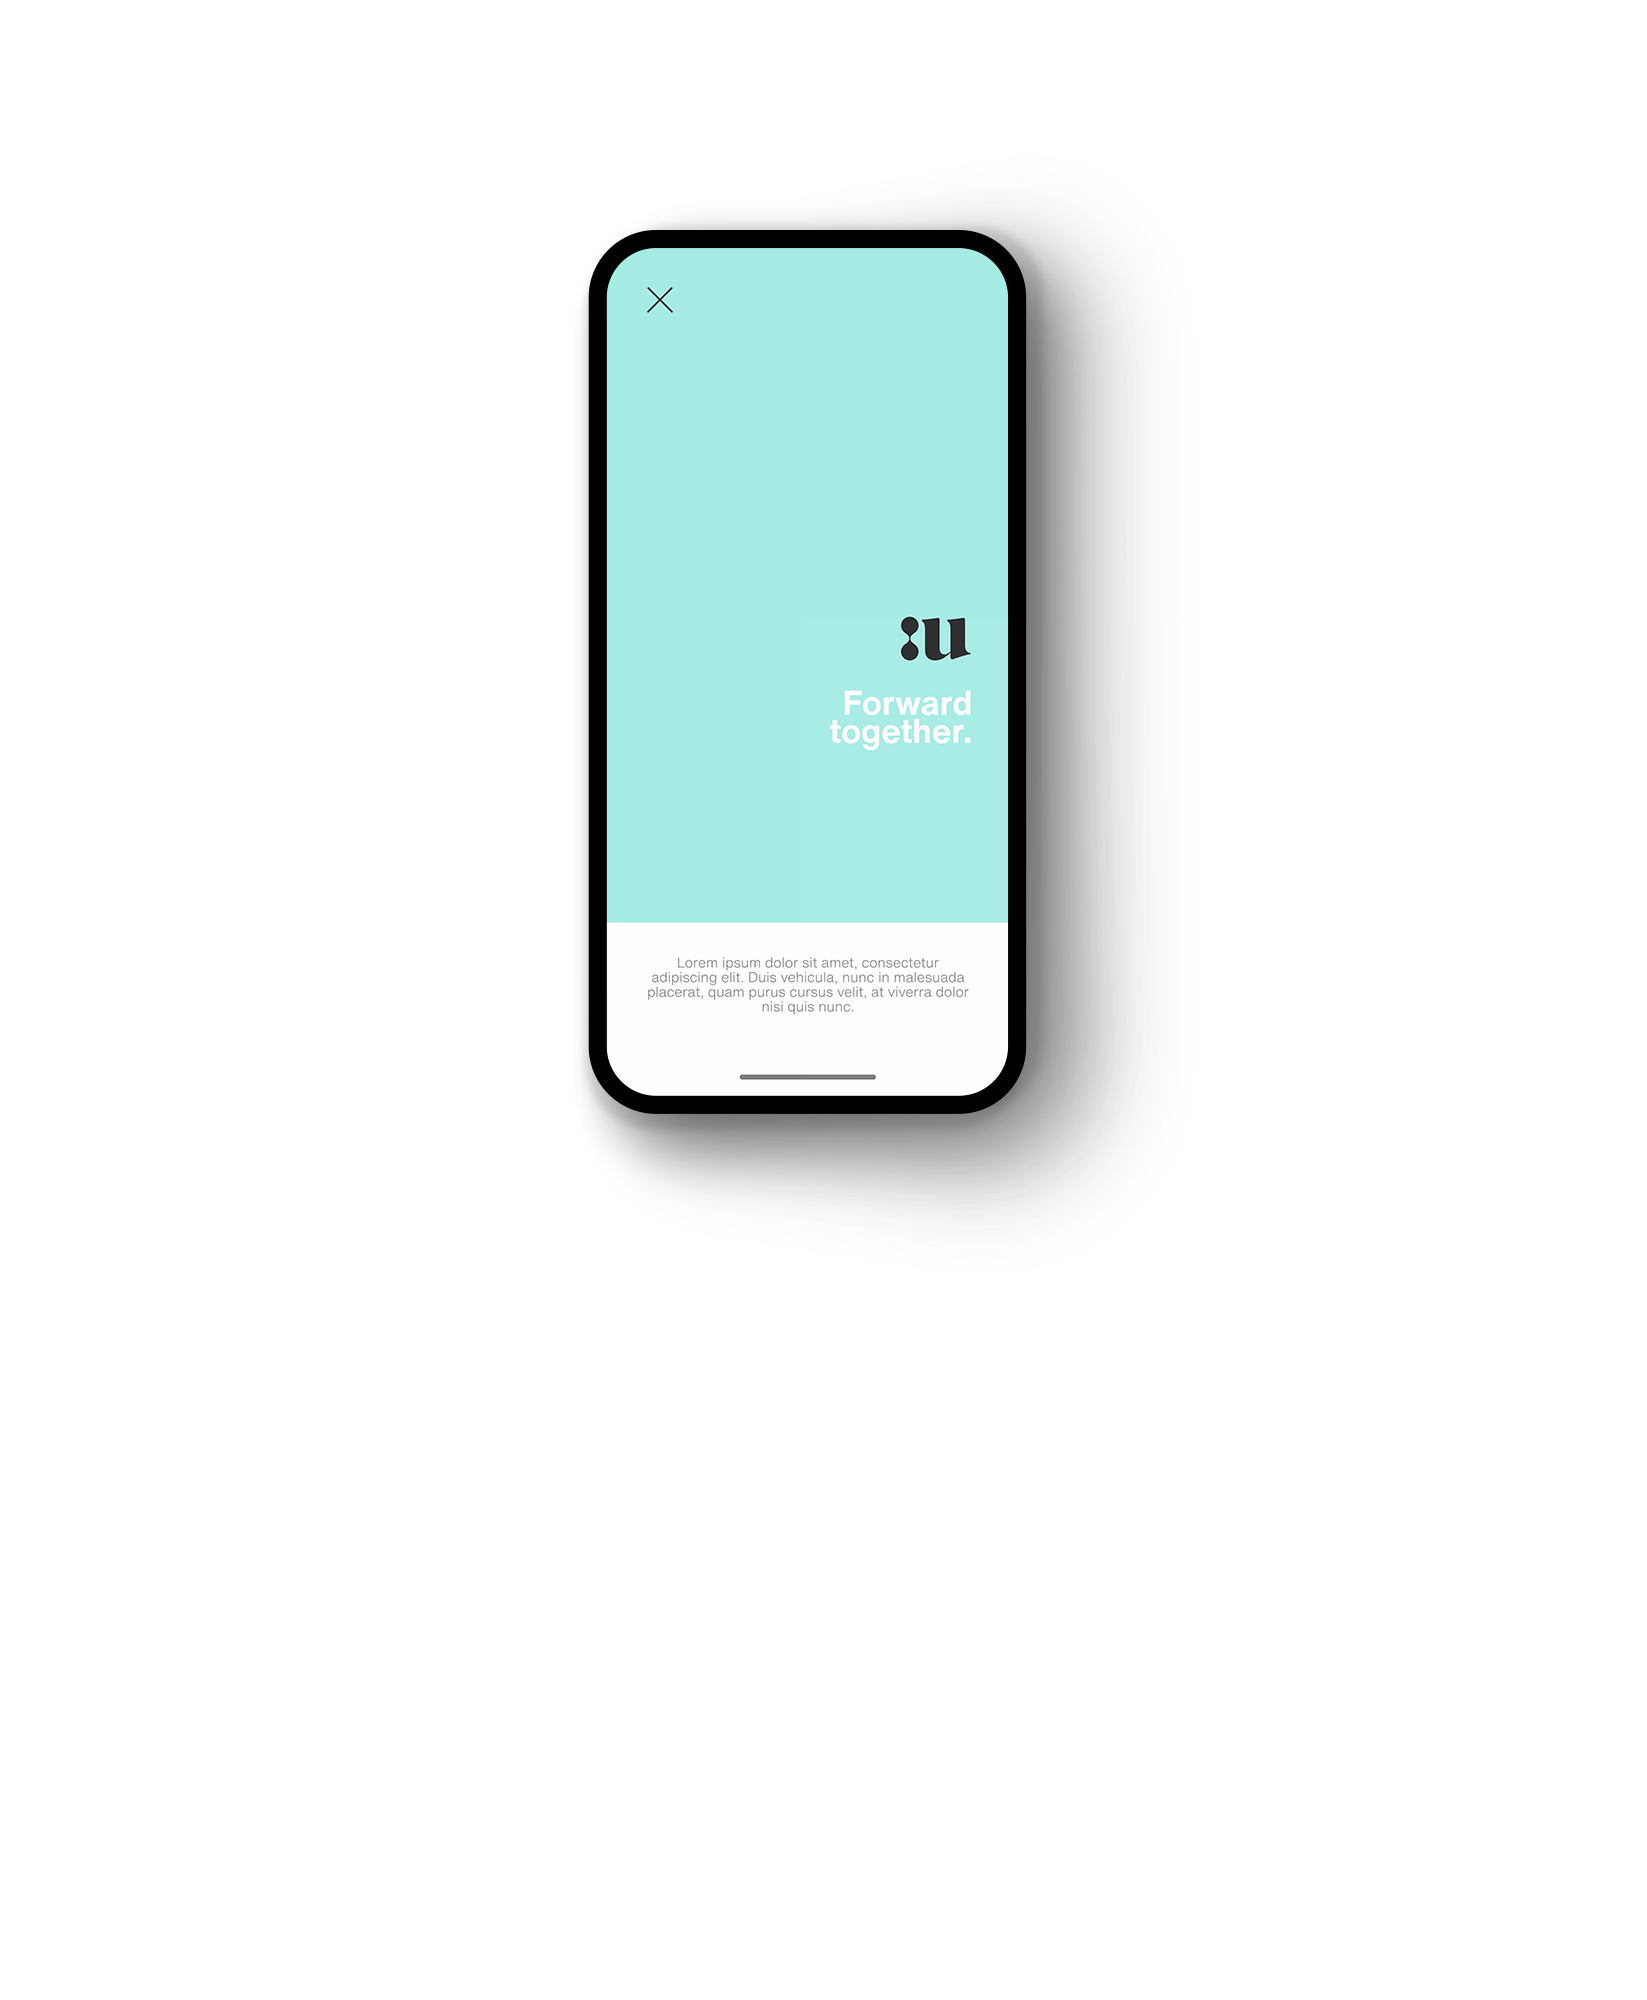 :u
Forward
together.
Lorem ipsum dolor sit amet, consectetur
adipiscing elit. Duis vehicula, nunc in malesuada
placerat, quam purus cursus velit, at viverra dolor
nisi quis nunc.